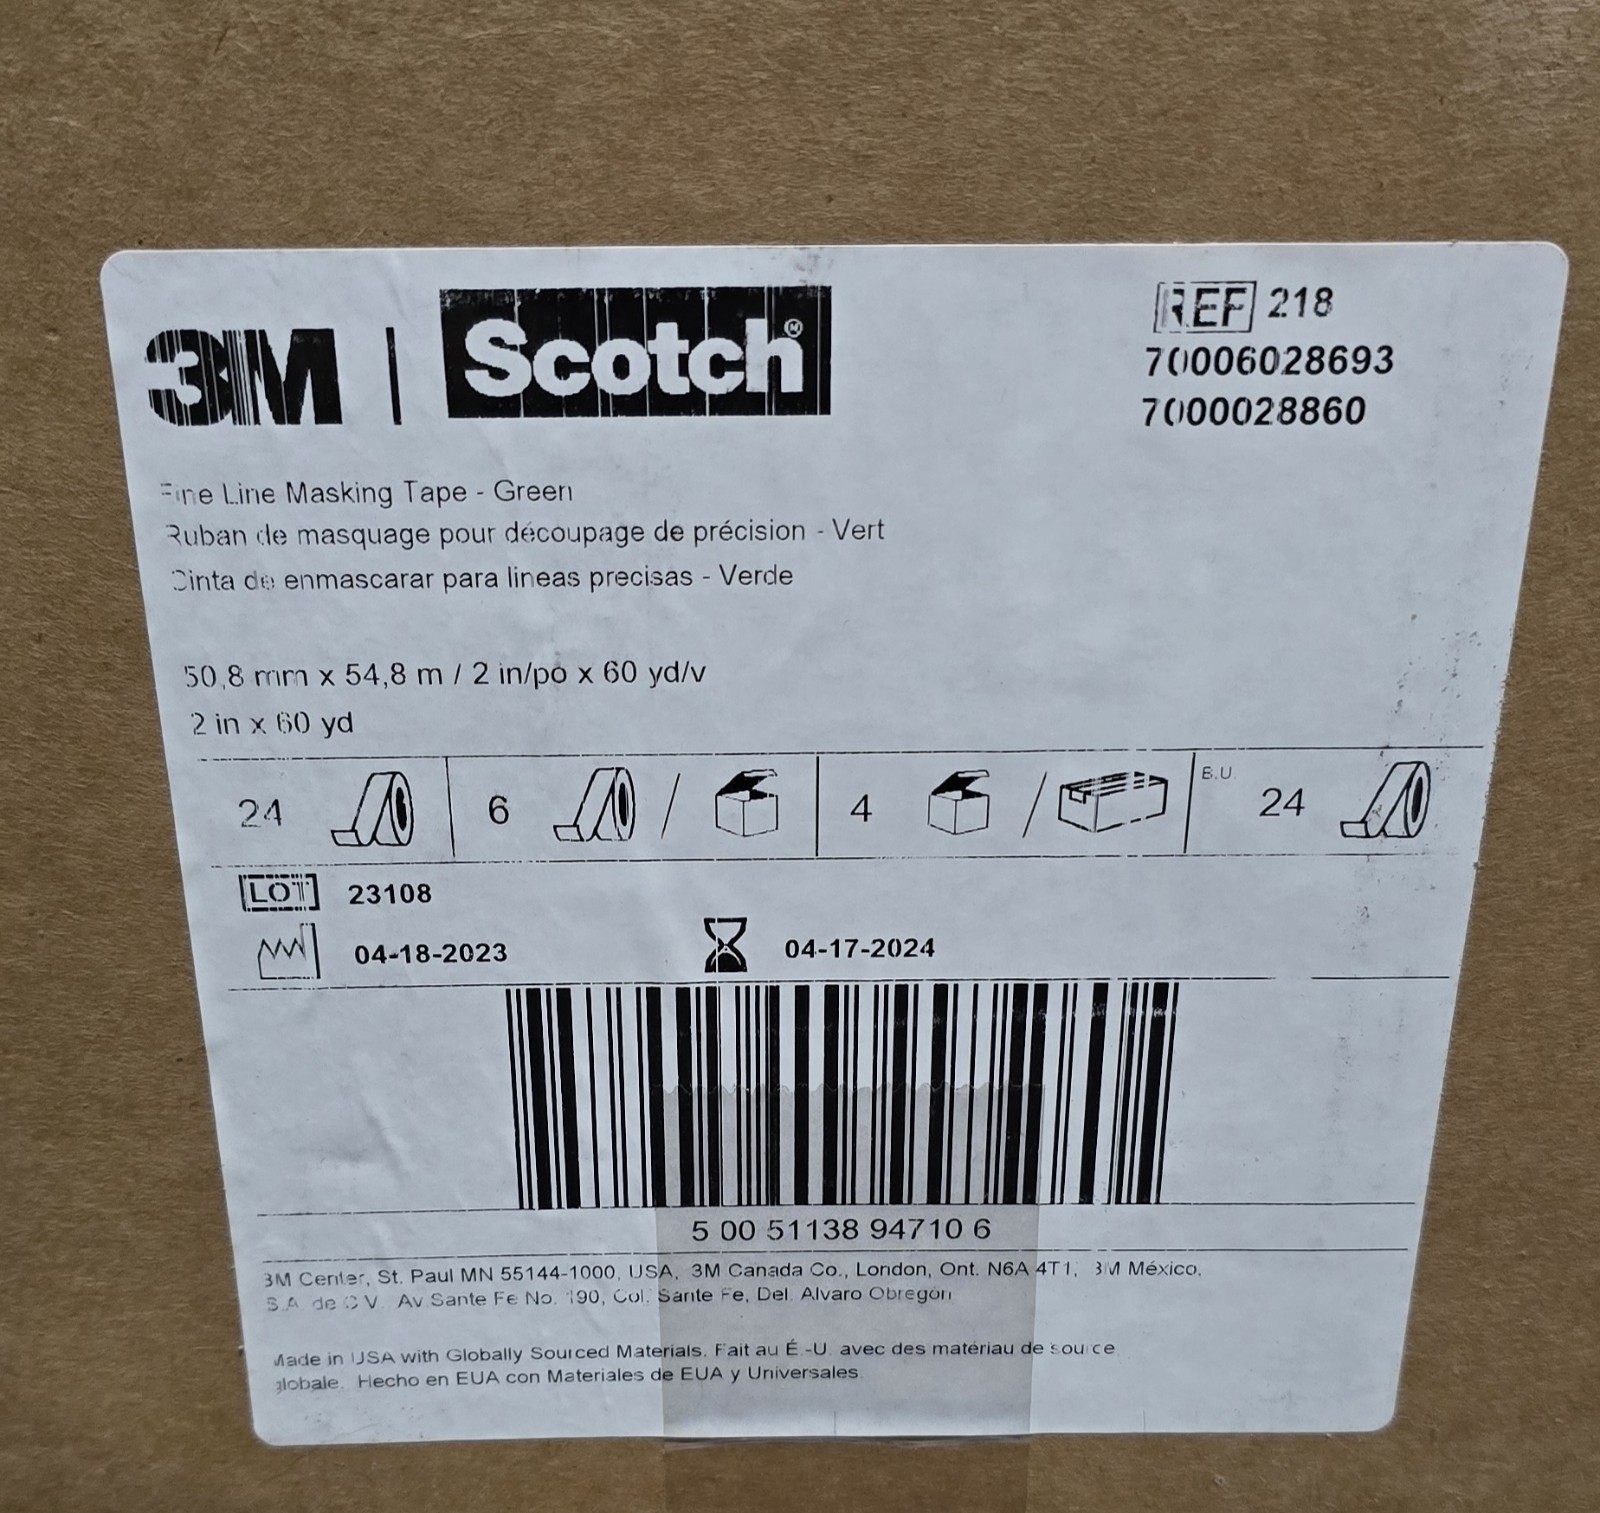 3M | Scotch®
REF 218
70006028693
7000028860
Fine Line Masking Tape - Green
Ruban de masquage pour découpage de précision - Vert
Cinta de enmascarar para lineas precisas - Verde
50,8 mm x 54,8 m / 2 in/po x 60 yd/v
2 in x 60 yd
24 6 / 4 / B.U. 24
LOT 23108
04-18-2023 04-17-2024
5 00 51138 94710 6
3M Center, St. Paul MN 55144-1000, USA, 3M Canada Co., London, Ont. N6A 4T1, 3M México,
S.A. de C.V. Av Sante Fe No. 190, Col. Sante Fe, Del. Alvaro Obregón
Made in USA with Globally Sourced Materials. Fait au É.-U. avec des matériau de source
globale. Hecho en EUA con Materiales de EUA y Universales.